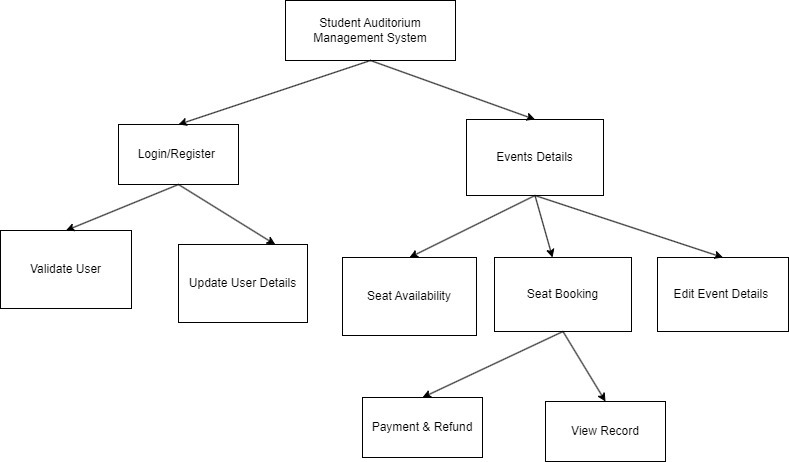 Student Auditorium
Management System
Login/Register
Events Details
Validate User
Update User Details
Seat Availability
Seat Booking
Edit Event Details
Payment & Refund
View Record